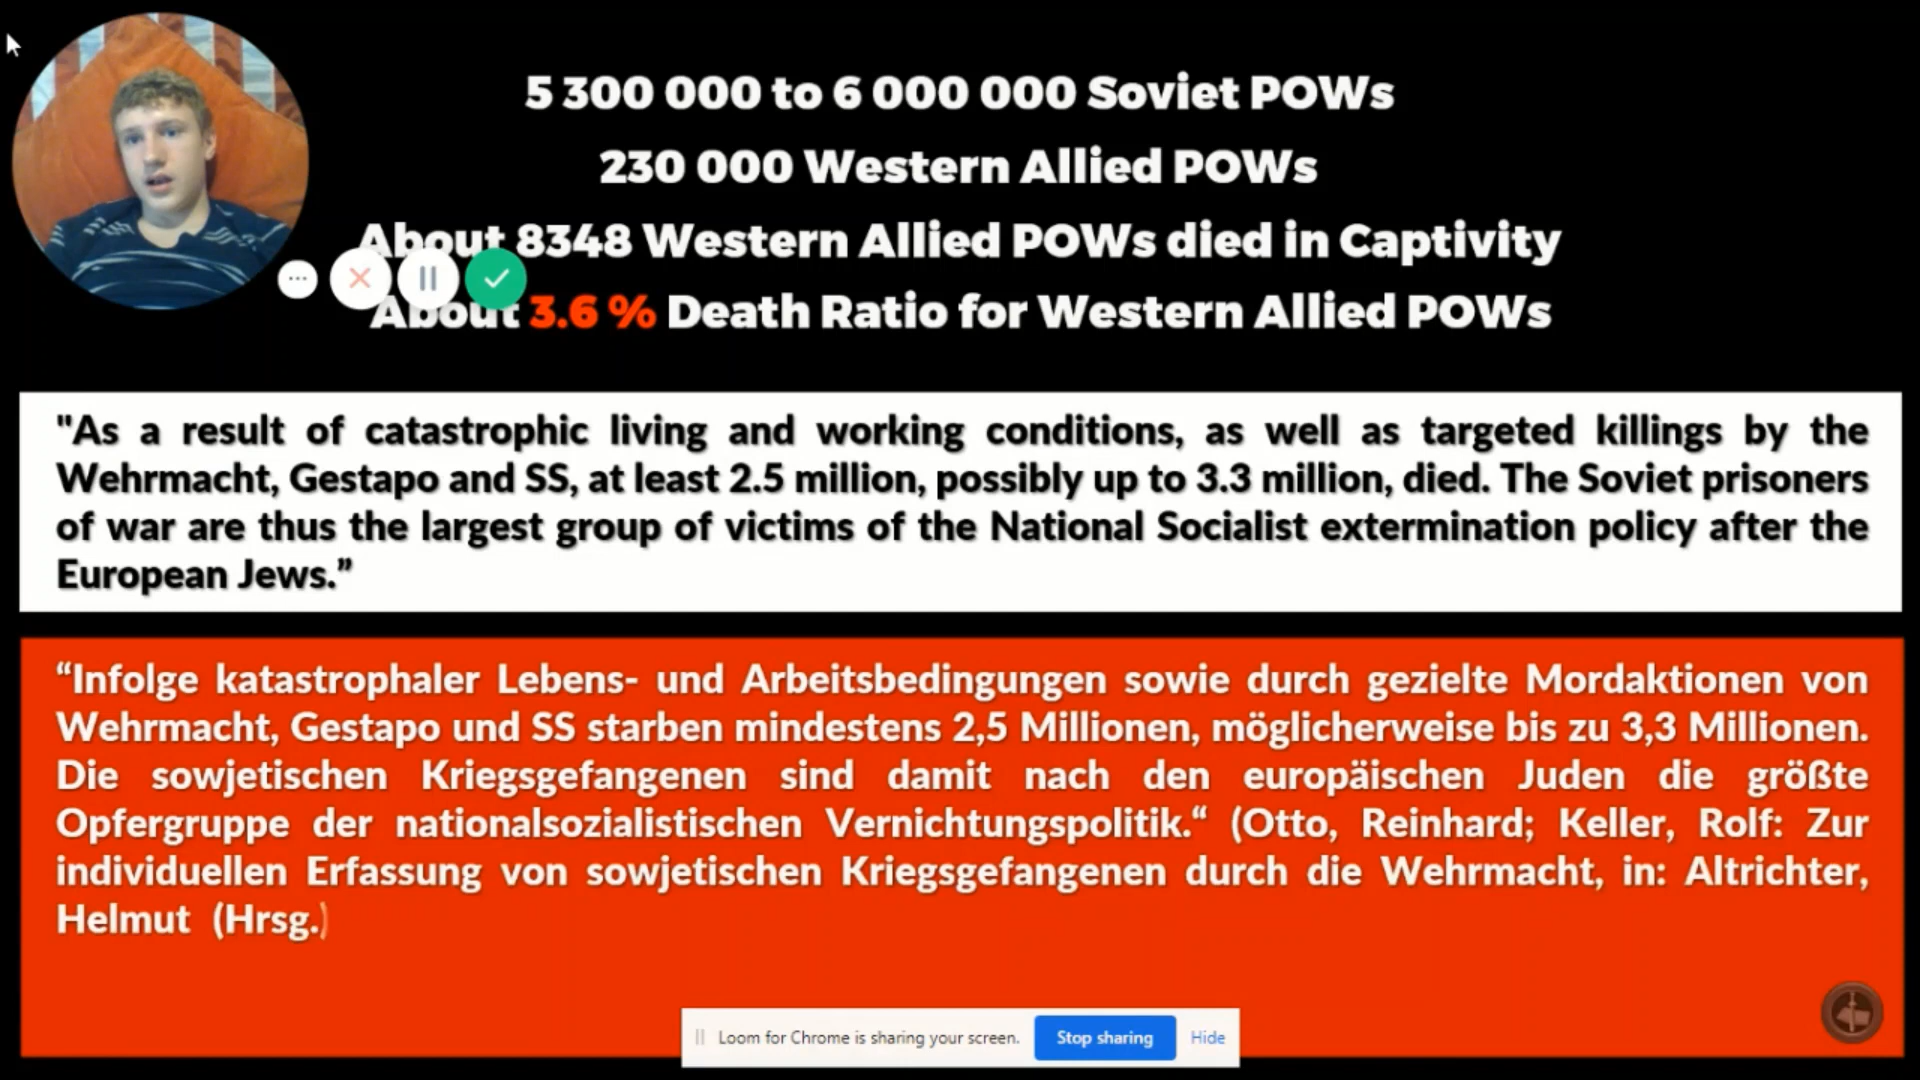 5 300 000 to 6 000 000 Soviet POWs
230 000 Western Allied POWs
About 8348 Western Allied POWs died in Captivity
About 3.6 % Death Ratio for Western Allied POWs
"As a result of catastrophic living and working conditions, as well as targeted killings by the
Wehrmacht, Gestapo and SS, at least 2.5 million, possibly up to 3.3 million, died. The Soviet prisoners
of war are thus the largest group of victims of the National Socialist extermination policy after the
European Jews.”
“Infolge katastrophaler Lebens- und Arbeitsbedingungen sowie durch gezielte Mordaktionen von
Wehrmacht, Gestapo und SS starben mindestens 2,5 Millionen, möglicherweise bis zu 3,3 Millionen.
Die sowjetischen Kriegsgefangenen sind damit nach den europäischen Juden die größte
Opfergruppe der nationalsozialistischen Vernichtungspolitik.“ (Otto, Reinhard; Keller, Rolf: Zur
individuellen Erfassung von sowjetischen Kriegsgefangenen durch die Wehrmacht, in: Altrichter,
Helmut (Hrsg.)
Loom for Chrome is sharing your screen. Stop sharing Hide